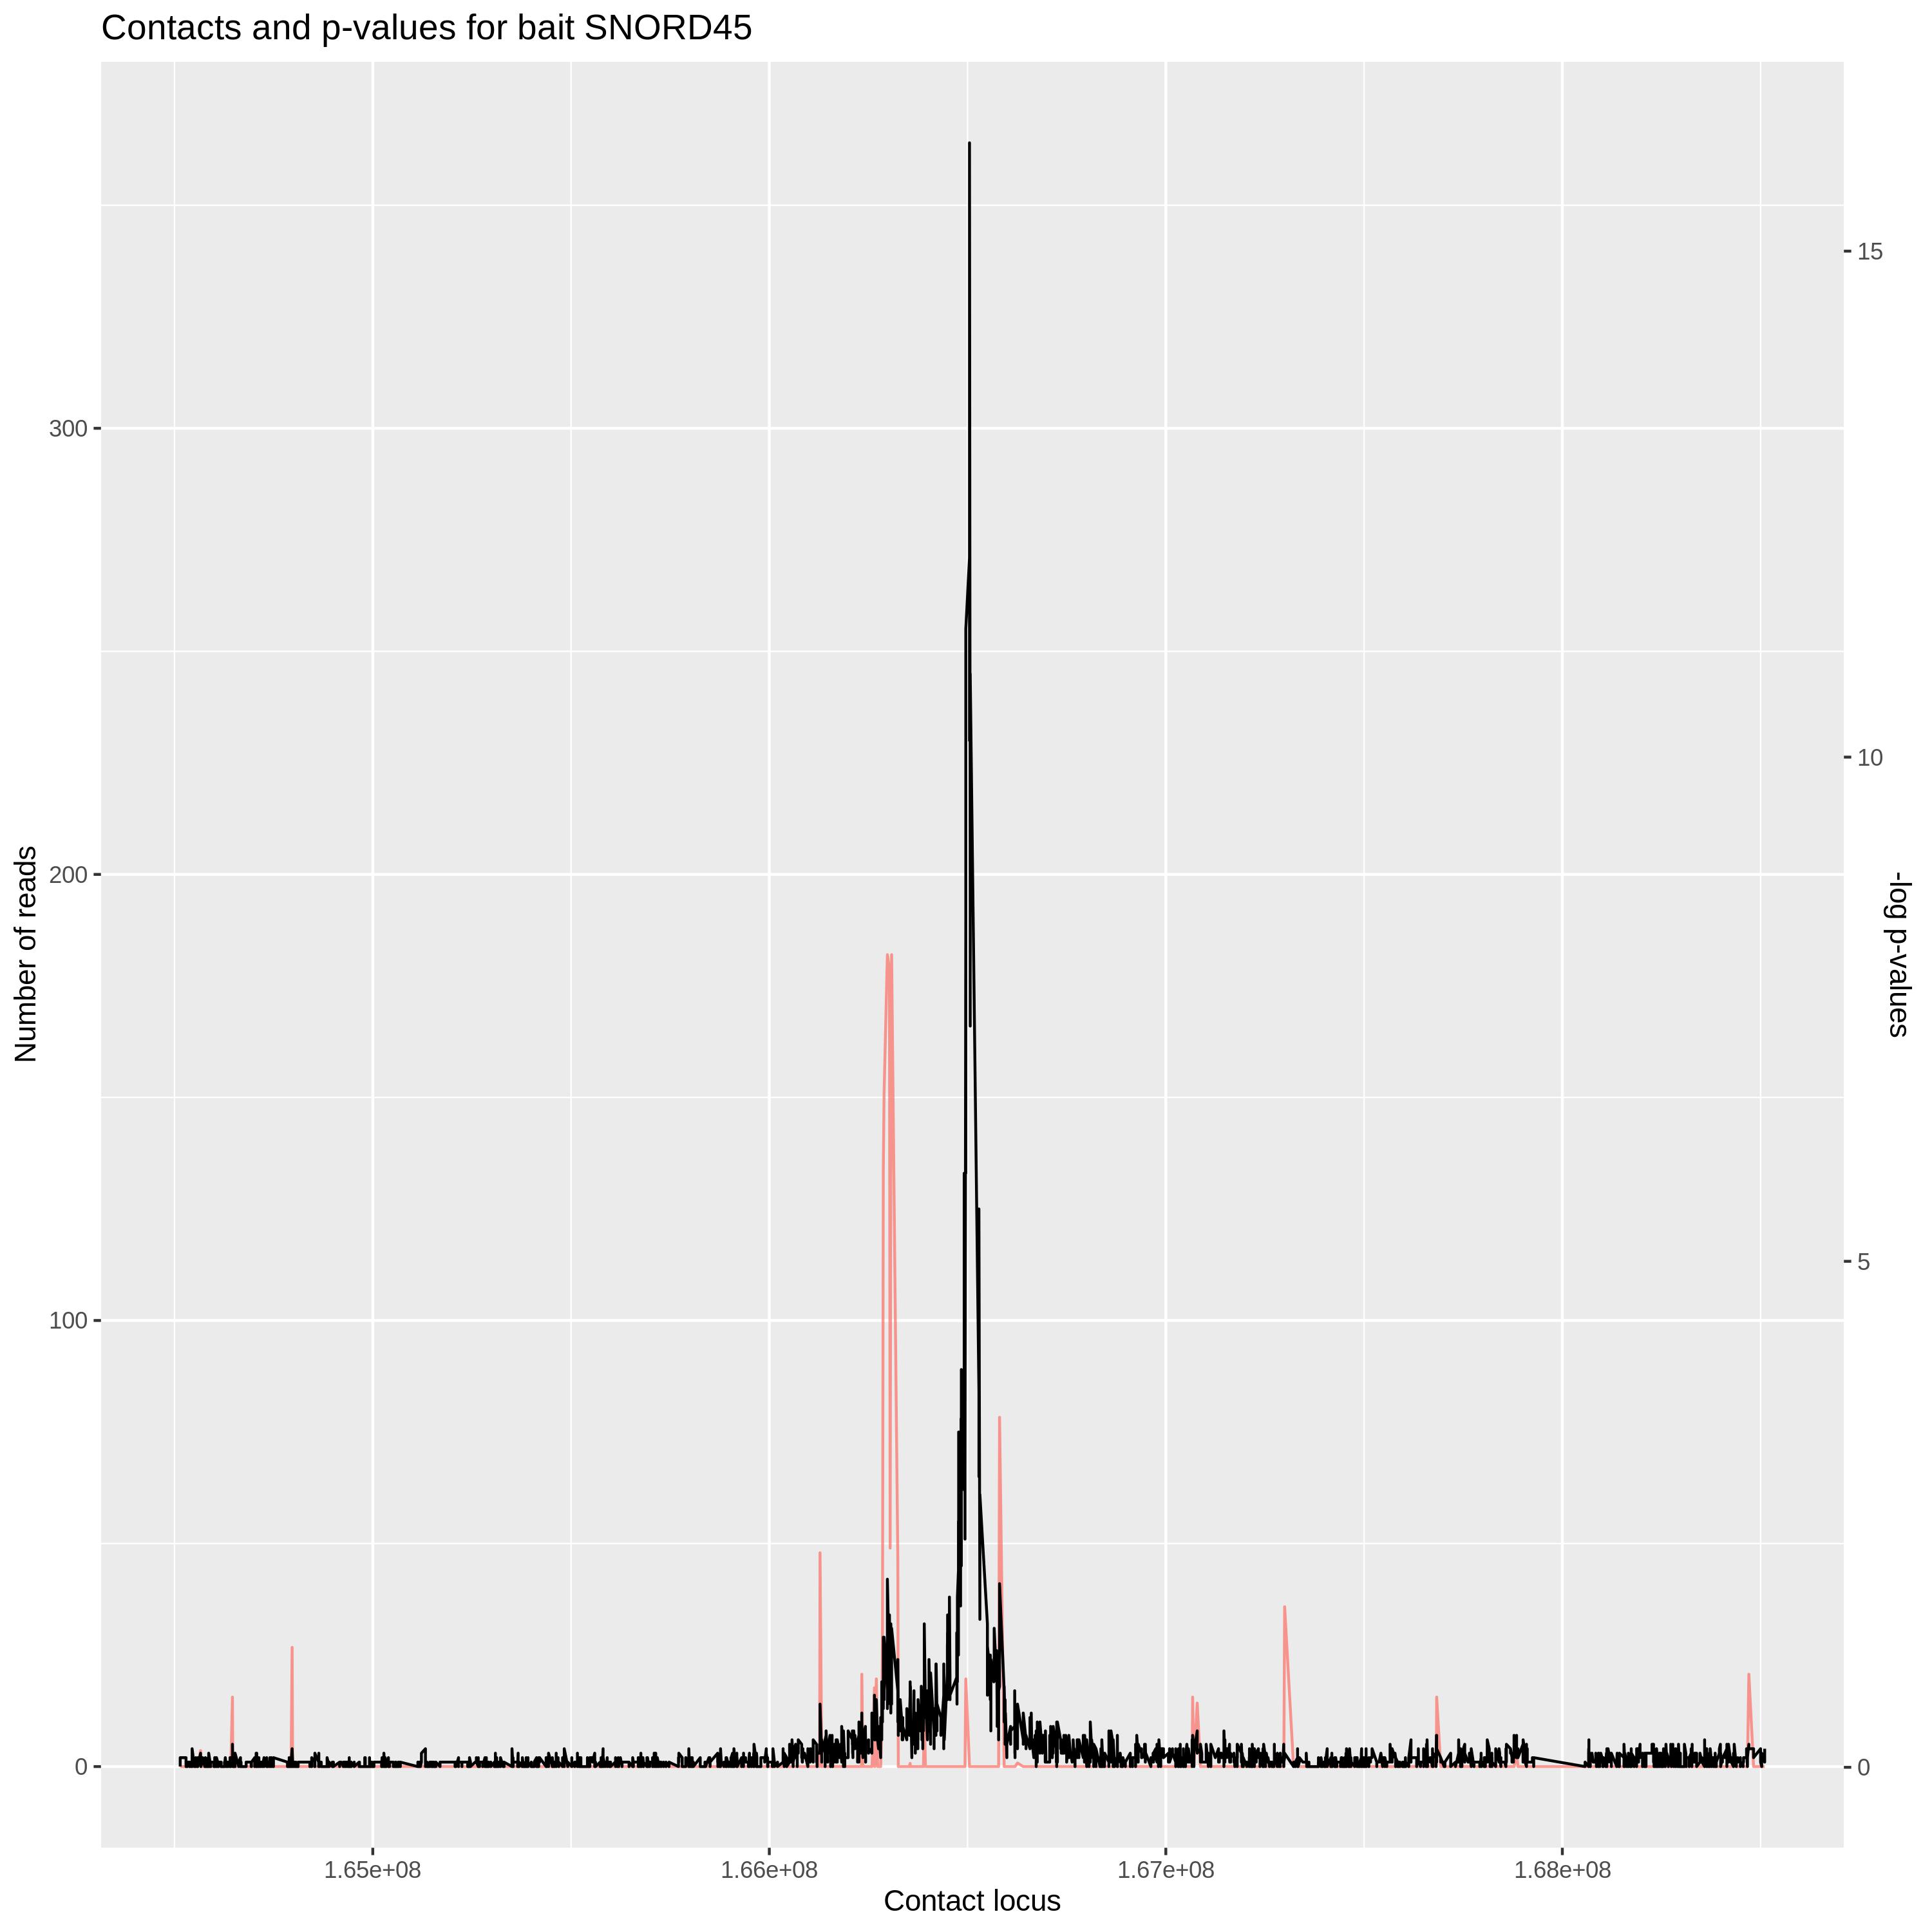 Contacts and p-values for bait SNORD45
Number of reads
300
200
100
0
15
10
5
0
-log p-values
1.65e+08 1.66e+08 1.67e+08 1.68e+08
Contact locus